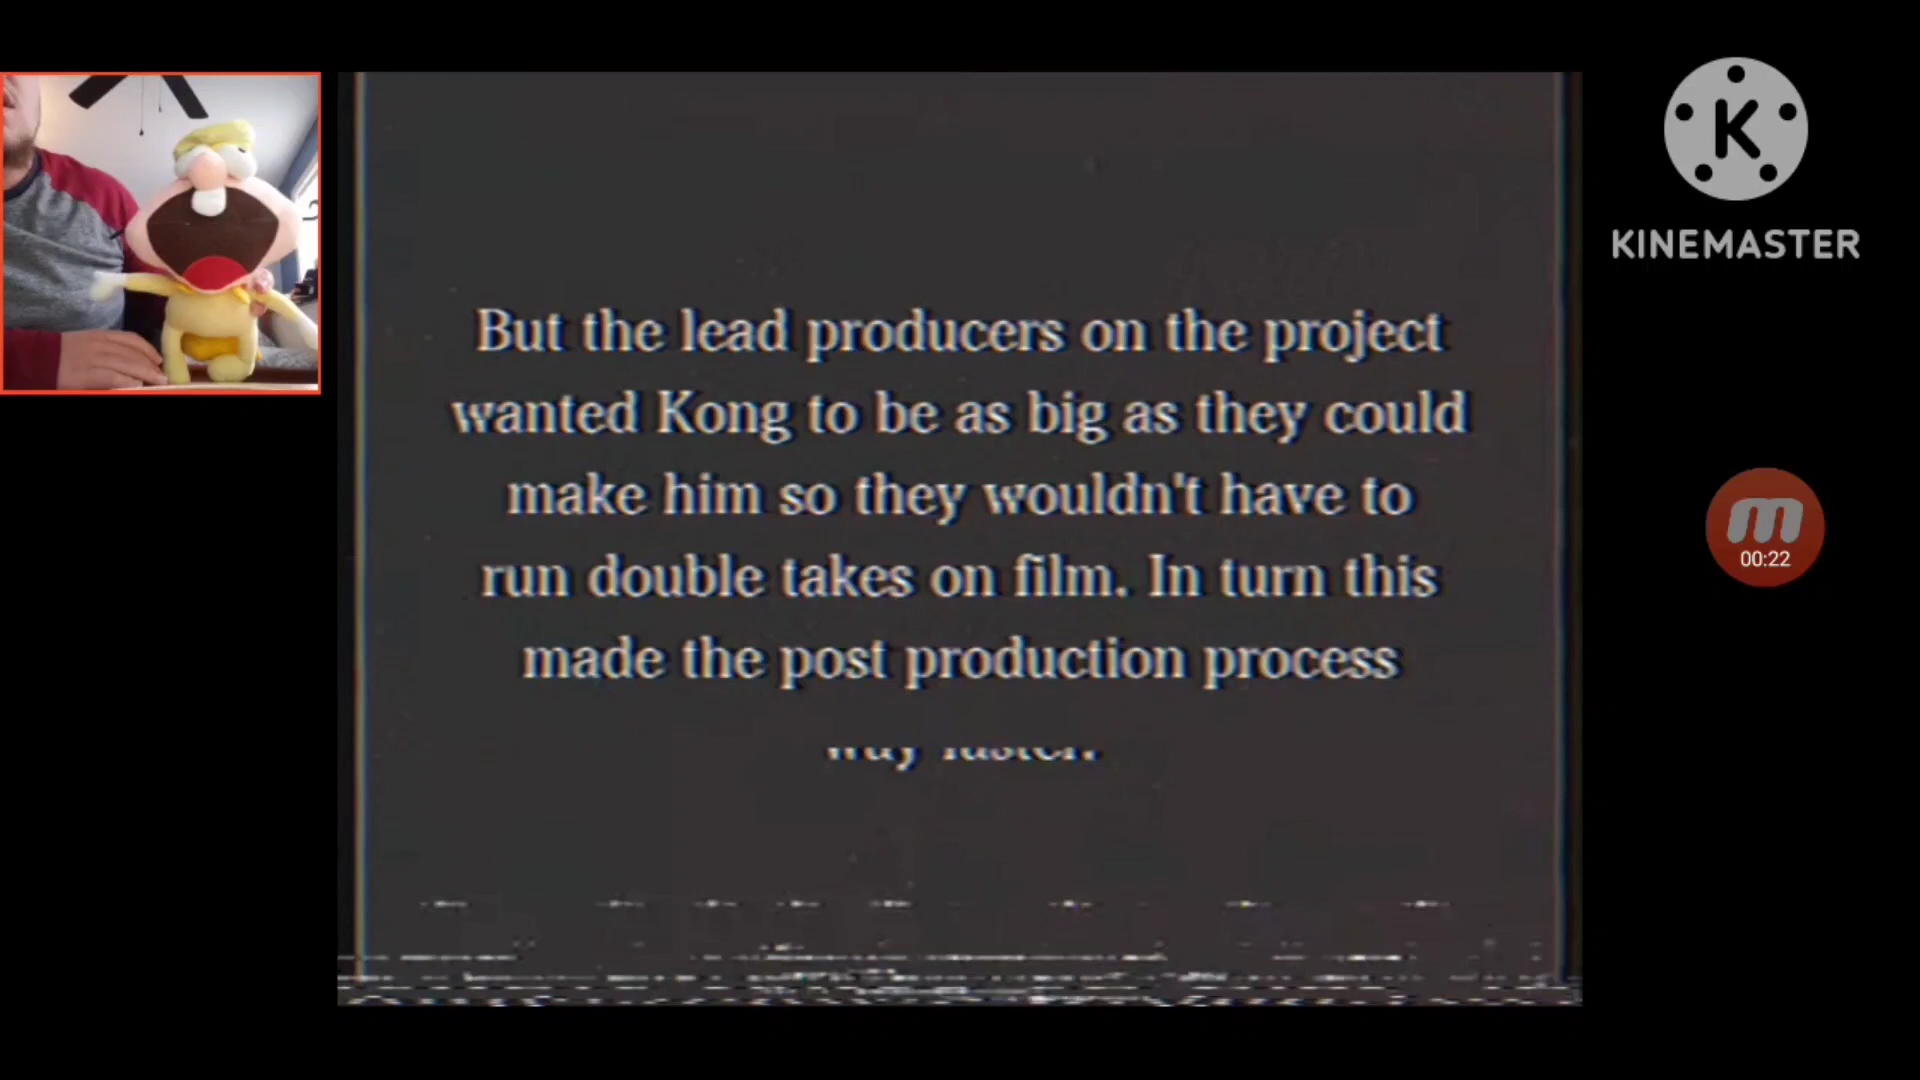 But the lead producers on the project
wanted Kong to be as big as they could
make him so they wouldn't have to
run double takes on film. In turn this
made the post production process
way faster.
K
KINEMASTER
m
00:22